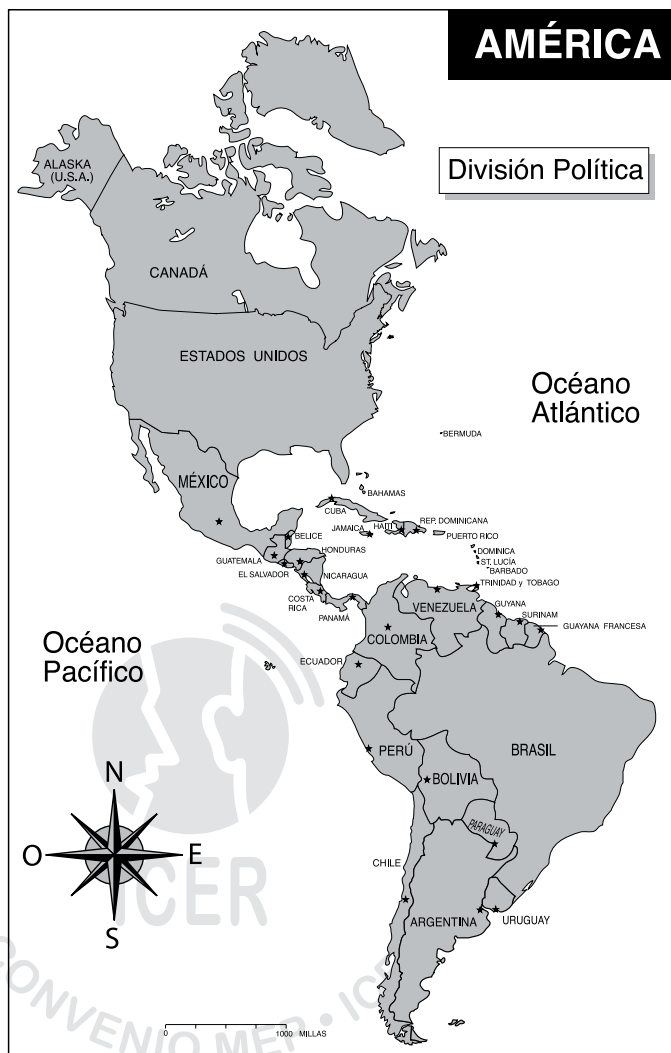 AMÉRICA
División Política
ALASKA
(U.S.A.)
CANADÁ
ESTADOS UNIDOS
Océano
Atlántico
BERMUDA
MÉXICO
BAHAMAS
CUBA
JAMAICA
HAITÍ
REP. DOMINICANA
PUERTO RICO
BELICE
GUATEMALA
HONDURAS
EL SALVADOR
NICARAGUA
COSTA
RICA
PANAMÁ
DOMINICA
ST. LUCÍA
BARBADO
TRINIDAD y TOBAGO
VENEZUELA
GUYANA
SURINAM
GUAYANA FRANCESA
COLOMBIA
Océano
Pacífico
ECUADOR
PERÚ
BRASIL
BOLIVIA
PARAGUAY
CHILE
ARGENTINA
URUGUAY
N
O
E
S
ICER
CONVENIO MEP • ICE
0
1000 MILLAS